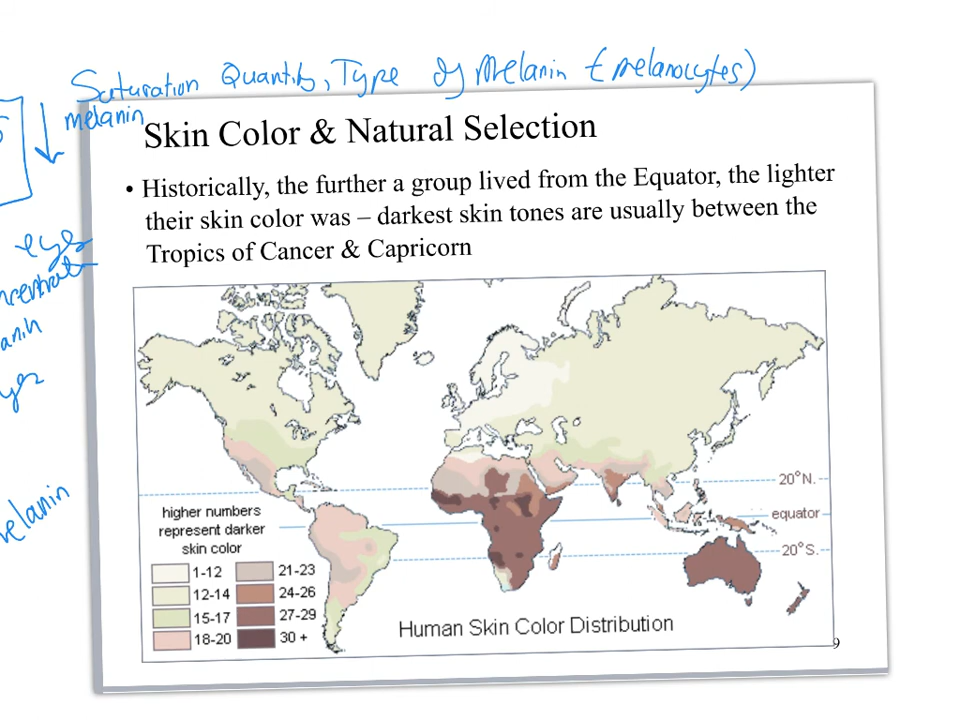 Saturation Quantity, Type of Melanin (melanocytes)
melanin
Skin Color & Natural Selection
• Historically, the further a group lived from the Equator, the lighter
their skin color was – darkest skin tones are usually between the
Tropics of Cancer & Capricorn
eyes
melanin
20°N.
equator
20°S.
higher numbers
represent darker
skin color
1-12
12-14
15-17
18-20
21-23
24-26
27-29
30 +
Human Skin Color Distribution
9